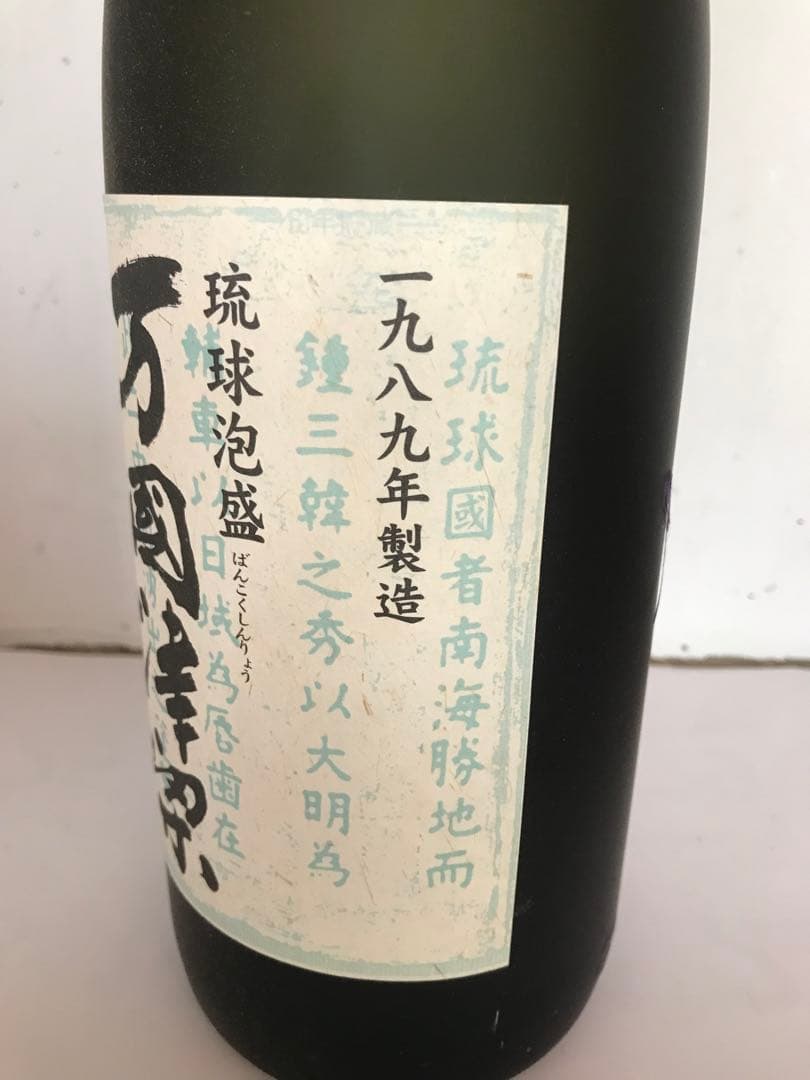 琉球國者南海勝地而
一九八九年製造
鍾三韓之秀以大明為
琉球泡盛
輔車以日域為唇歯在
ばんこくしんりょう
万國津梁